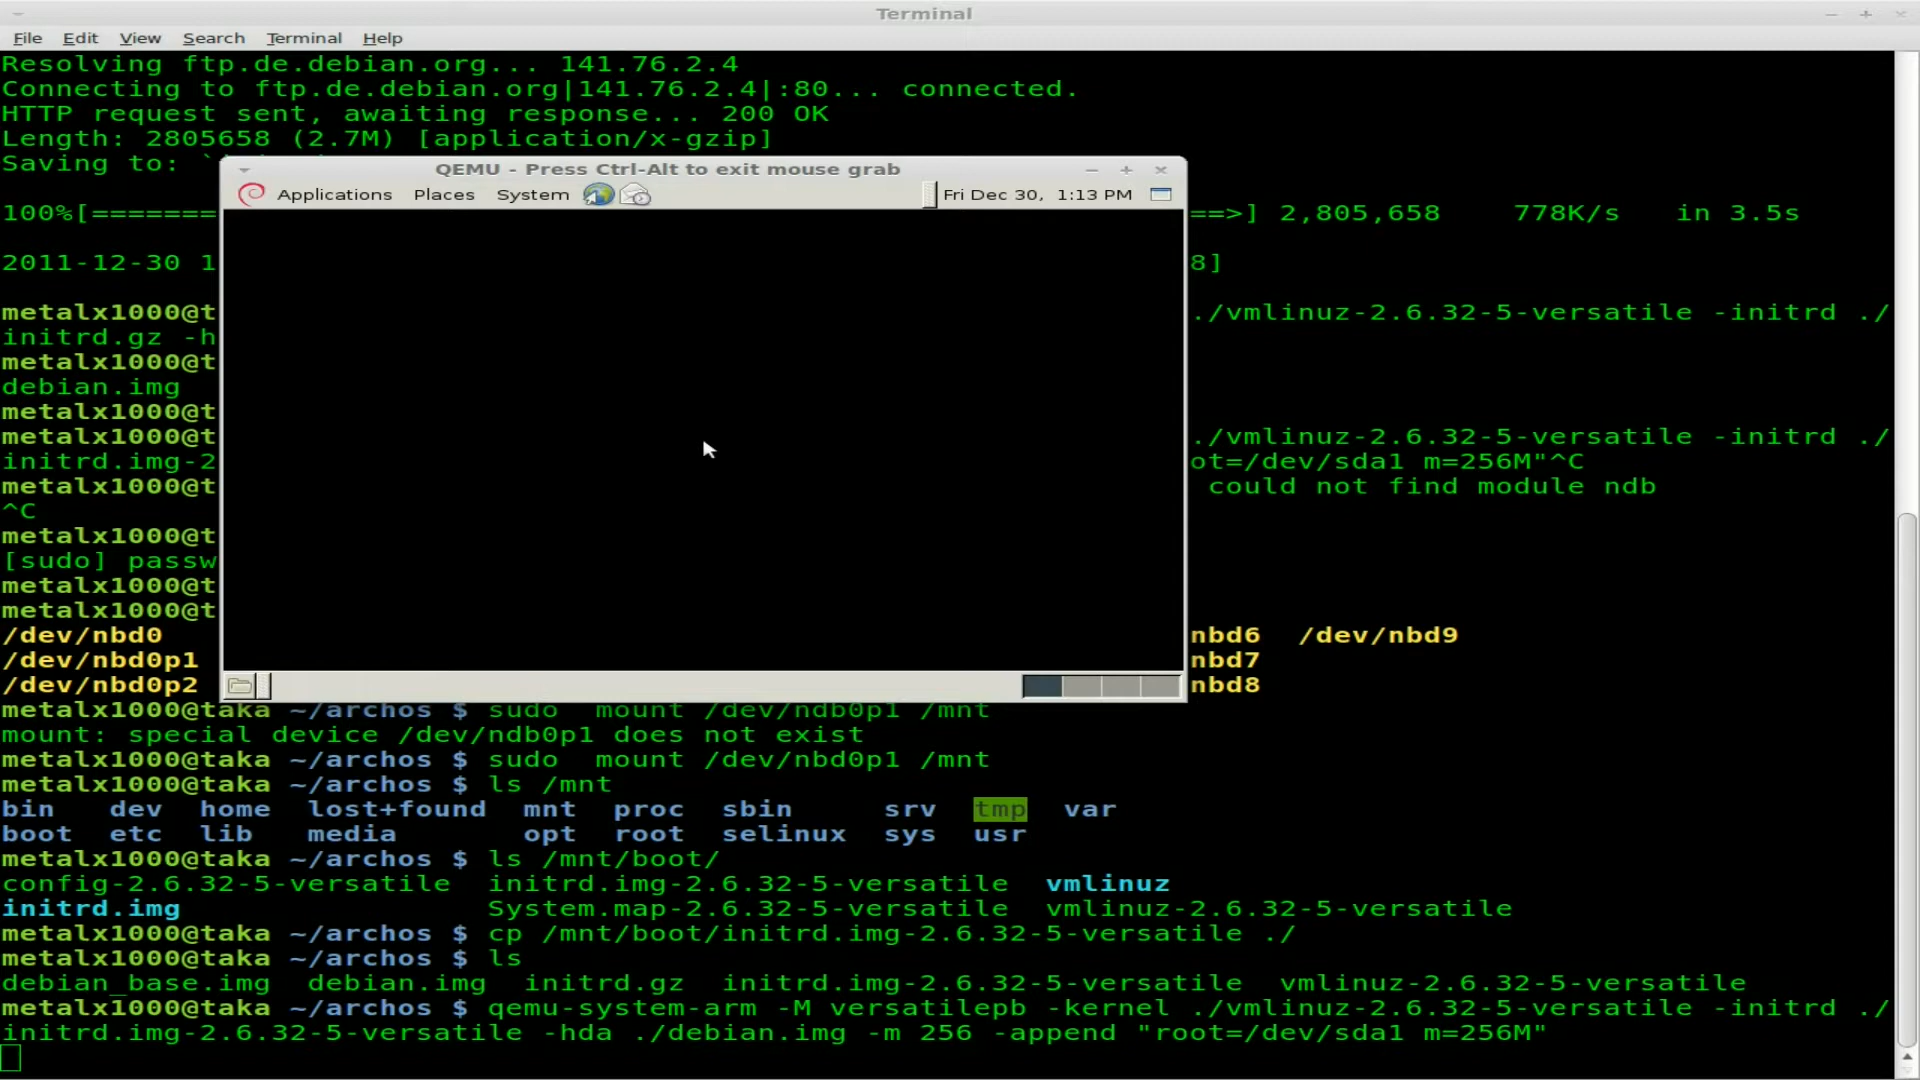 Terminal
File Edit View Search Terminal Help
Resolving ftp.de.debian.org... 141.76.2.4
Connecting to ftp.de.debian.org|141.76.2.4|:80... connected.
HTTP request sent, awaiting response... 200 OK
Length: 2805658 (2.7M) [application/x-gzip]
Saving to: `
QEMU - Press Ctrl-Alt to exit mouse grab
Applications Places System Fri Dec 30, 1:13 PM
100%[======= ==>] 2,805,658 778K/s in 3.5s
2011-12-30 1 8]
metalx1000@t ./vmlinuz-2.6.32-5-versatile -initrd ./
initrd.gz -h
metalx1000@t
debian.img
metalx1000@t
metalx1000@t ./vmlinuz-2.6.32-5-versatile -initrd ./
initrd.img-2 ot=/dev/sda1 m=256M"^C
metalx1000@t could not find module ndb
^C
metalx1000@t
[sudo] passw
metalx1000@t
metalx1000@t
/dev/nbd0 nbd6 /dev/nbd9
/dev/nbd0p1 nbd7
/dev/nbd0p2 nbd8
metalx1000@taka ~/archos $ sudo mount /dev/ndb0p1 /mnt
mount: special device /dev/ndb0p1 does not exist
metalx1000@taka ~/archos $ sudo mount /dev/nbd0p1 /mnt
metalx1000@taka ~/archos $ ls /mnt
bin dev home lost+found mnt proc sbin srv tmp var
boot etc lib media opt root selinux sys usr
metalx1000@taka ~/archos $ ls /mnt/boot/
config-2.6.32-5-versatile initrd.img-2.6.32-5-versatile vmlinuz
initrd.img System.map-2.6.32-5-versatile vmlinuz-2.6.32-5-versatile
metalx1000@taka ~/archos $ cp /mnt/boot/initrd.img-2.6.32-5-versatile ./
metalx1000@taka ~/archos $ ls
debian_base.img debian.img initrd.gz initrd.img-2.6.32-5-versatile vmlinuz-2.6.32-5-versatile
metalx1000@taka ~/archos $ qemu-system-arm -M versatilepb -kernel ./vmlinuz-2.6.32-5-versatile -initrd ./
initrd.img-2.6.32-5-versatile -hda ./debian.img -m 256 -append "root=/dev/sda1 m=256M"